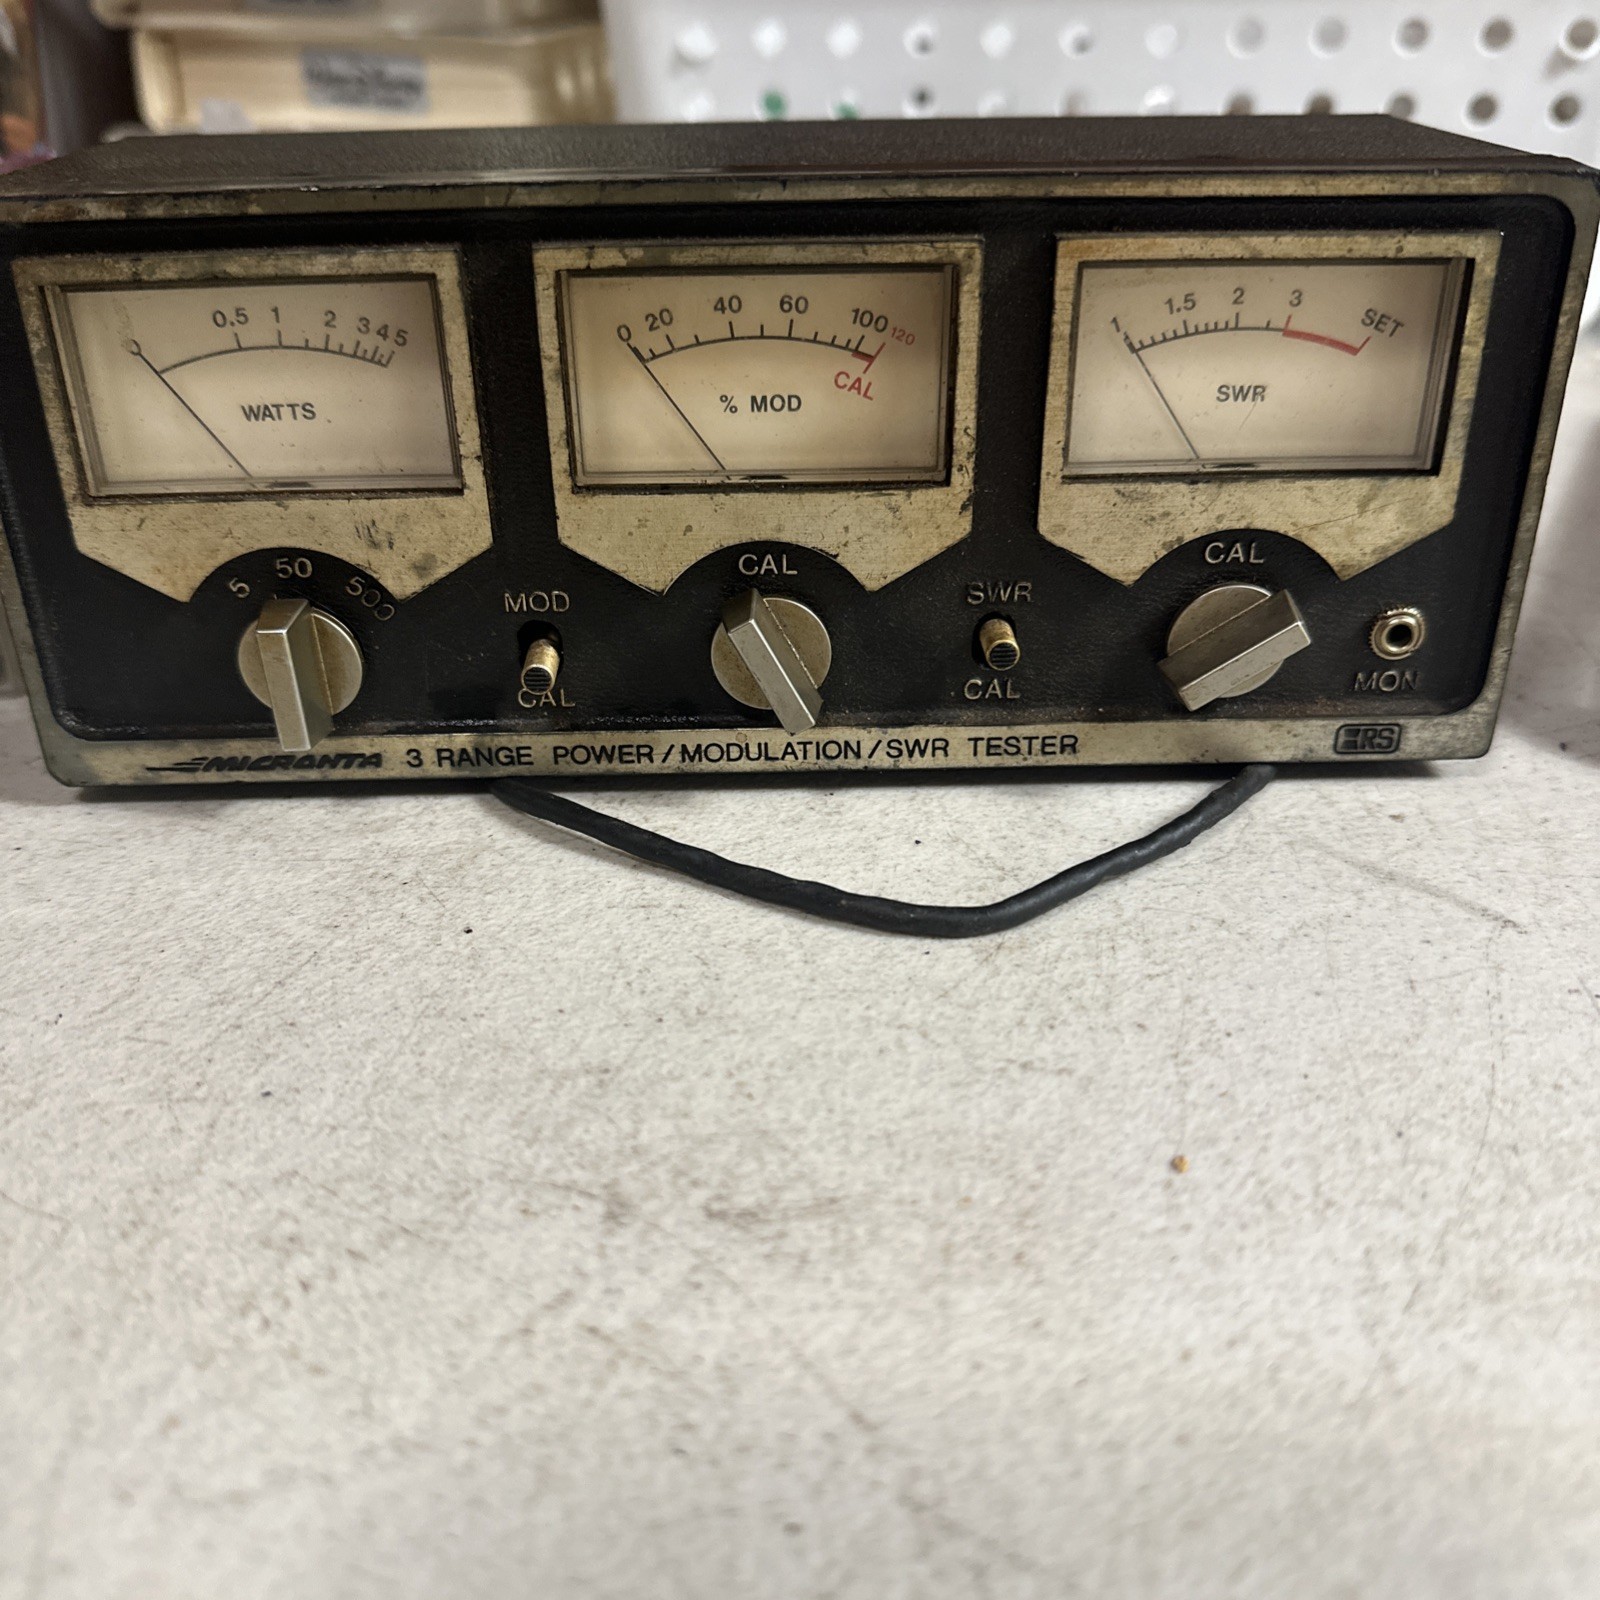 0 0.5 1 2 3 4 5
WATTS
0 20 40 60 100 120
CAL
% MOD
1 1.5 2 3 SET
SWR
5 50 500
MOD
CAL
CAL
SWR
CAL
CAL
MON
MICRONTA 3 RANGE POWER/MODULATION/SWR TESTER
RS